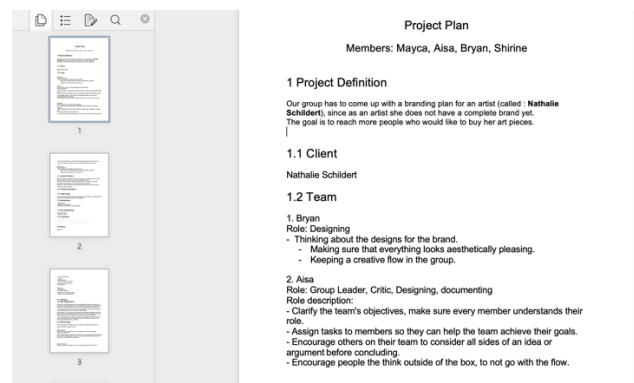 Project Plan
Members: Mayca, Aisa, Bryan, Shirine
1 Project Definition
Our group has to come up with a branding plan for an artist (called : Nathalie
Schildert), since as an artist she does not have a complete brand yet.
The goal is to reach more people who would like to buy her art pieces.
1.1 Client
Nathalie Schildert
1.2 Team
1. Bryan
Role: Designing
- Thinking about the designs for the brand.
- Making sure that everything looks aesthetically pleasing.
- Keeping a creative flow in the group.
2. Aisa
Role: Group Leader, Critic, Designing, documenting
Role description:
- Clarify the team's objectives, make sure every member understands their
role.
- Assign tasks to members so they can help the team achieve their goals.
- Encourage others on their team to consider all sides of an idea or
argument before concluding.
- Encourage people the think outside of the box, to not go with the flow.
1
2
3